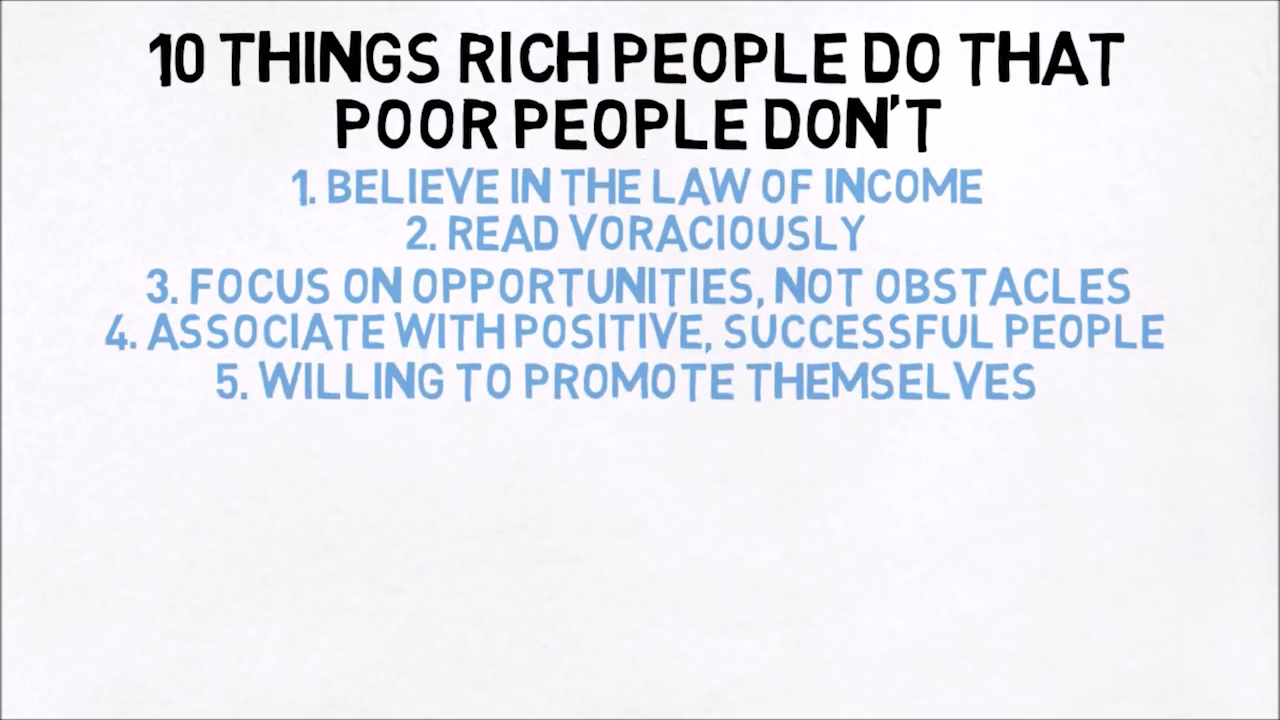 10 THINGS RICH PEOPLE DO THAT
POOR PEOPLE DON'T
1. BELIEVE IN THE LAW OF INCOME
2. READ VORACIOUSLY
3. FOCUS ON OPPORTUNITIES, NOT OBSTACLES
4. ASSOCIATE WITH POSITIVE, SUCCESSFUL PEOPLE
5. WILLING TO PROMOTE THEMSELVES